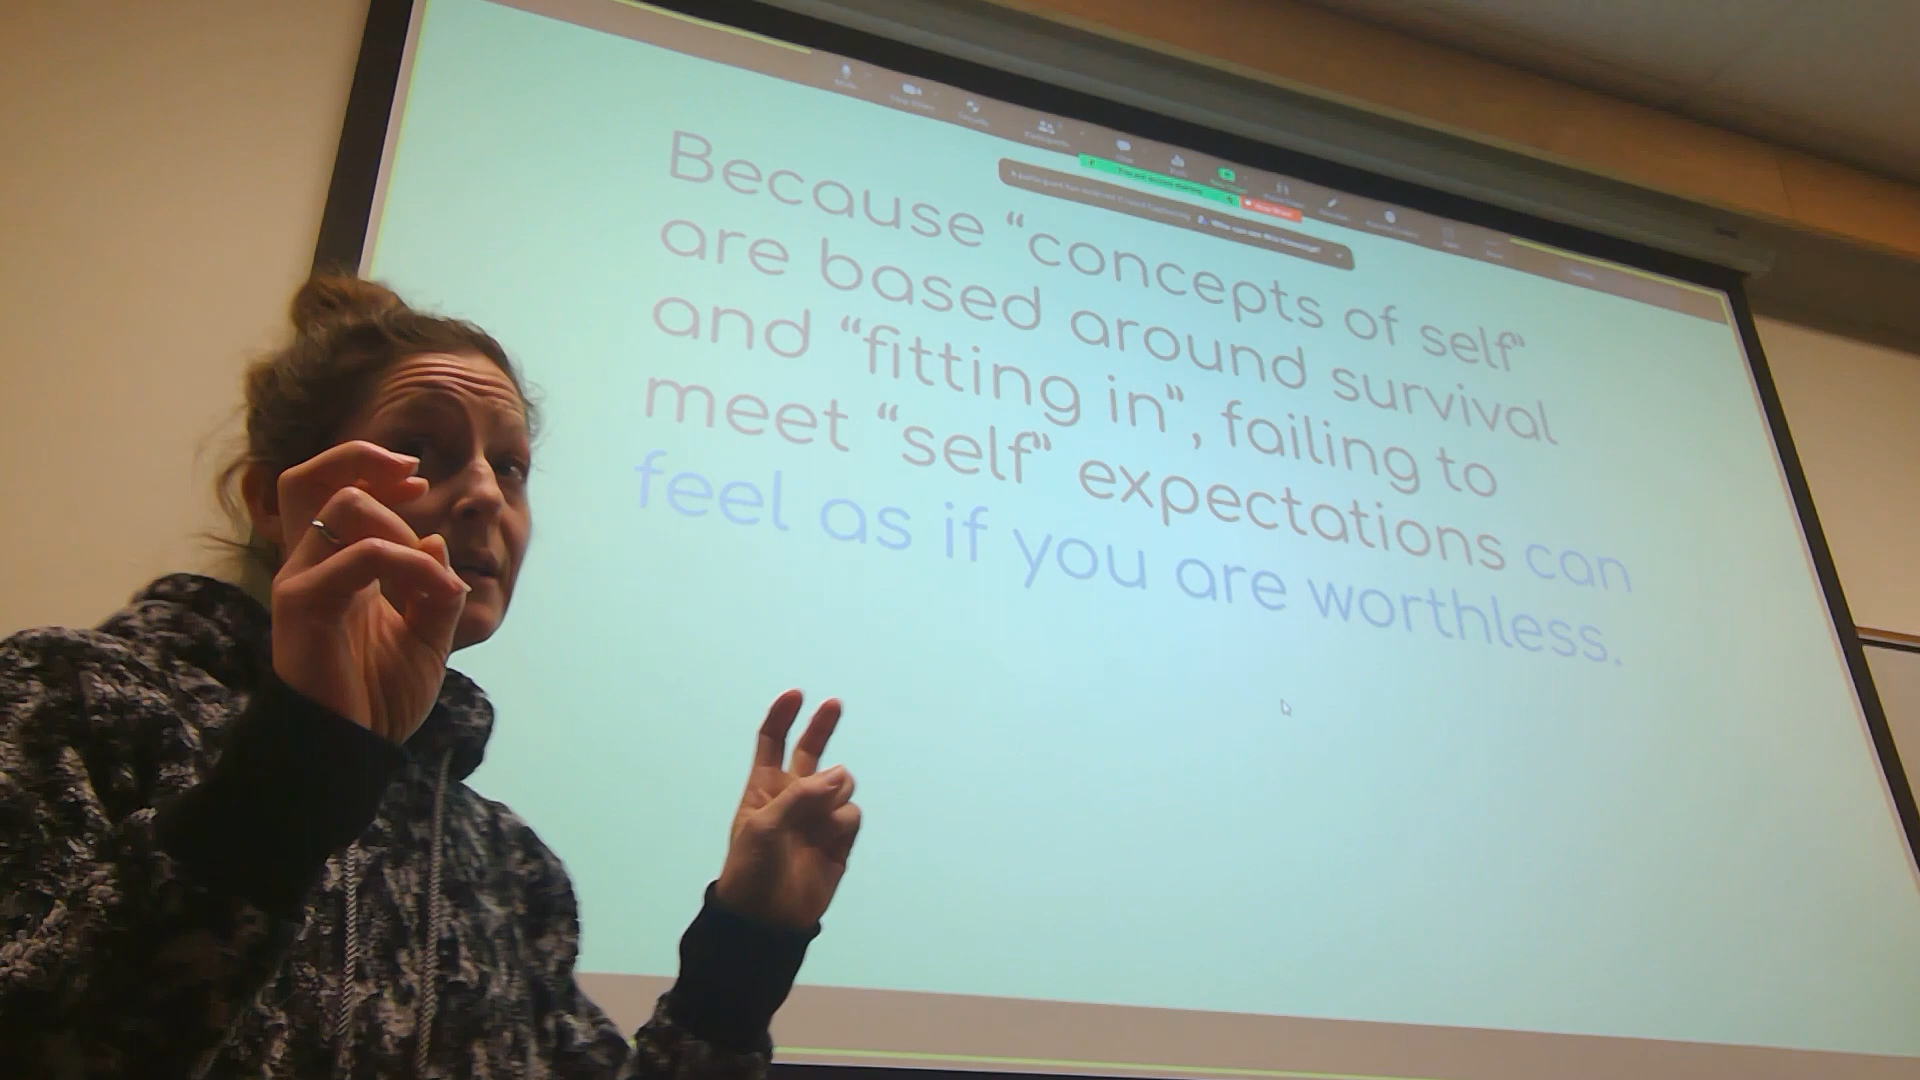 Because “concepts of self”
are based around survival
and “fitting in”, failing to
meet “self” expectations can
feel as if you are worthless.